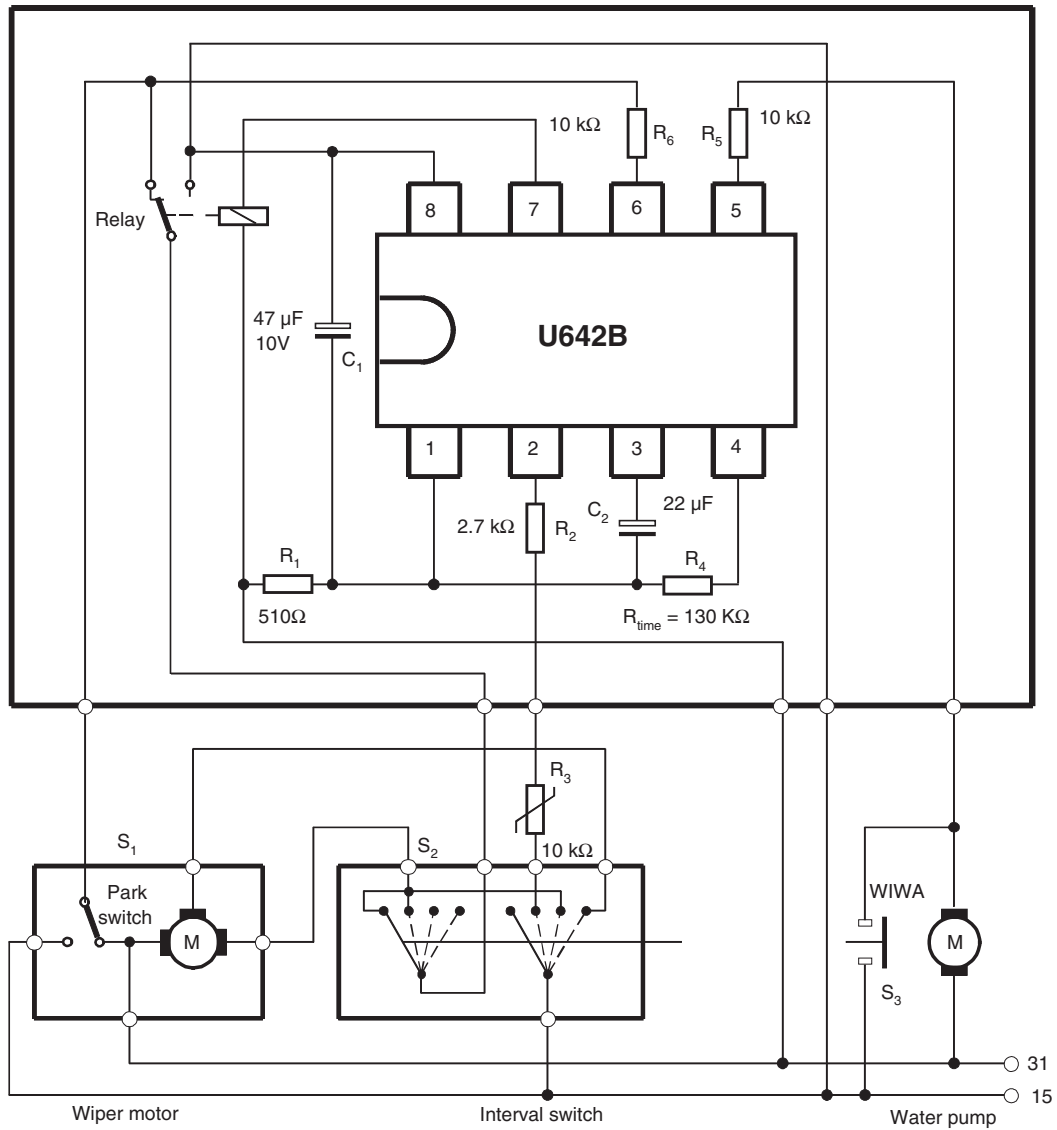 10 kΩ
R6
R5
10 kΩ
8
7
6
5
Relay
47 µF
10V
C1
U642B
1
2
3
4
2.7 kΩ
R2
C2
22 µF
R1
510Ω
R4
Rtime = 130 KΩ
R3
10 kΩ
S1
S2
Park
switch
M
WIWA
M
S3
31
15
Wiper motor
Interval switch
Water pump